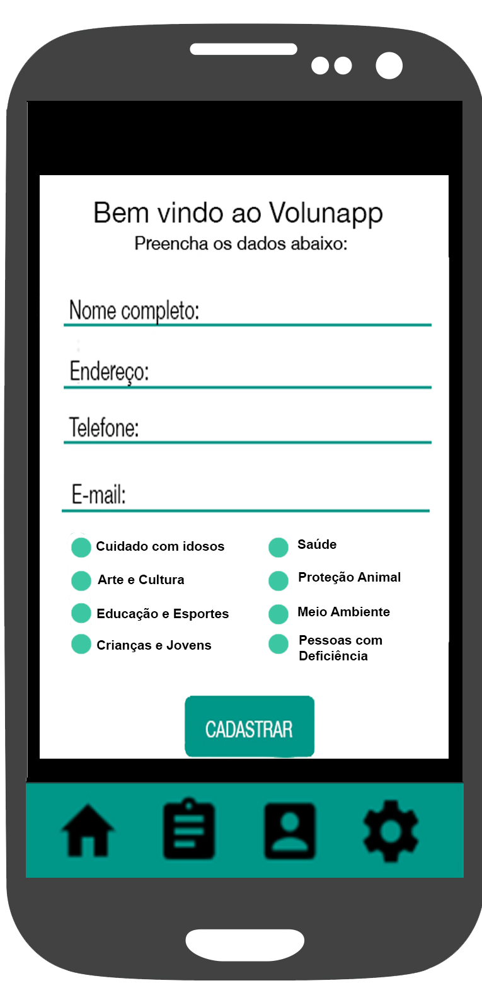 Bem vindo ao Volunapp
Preencha os dados abaixo:
Nome completo:
Endereço:
Telefone:
E-mail:
Cuidado com idosos
Saúde
Arte e Cultura
Proteção Animal
Educação e Esportes
Meio Ambiente
Crianças e Jovens
Pessoas com
Deficiência
CADASTRAR